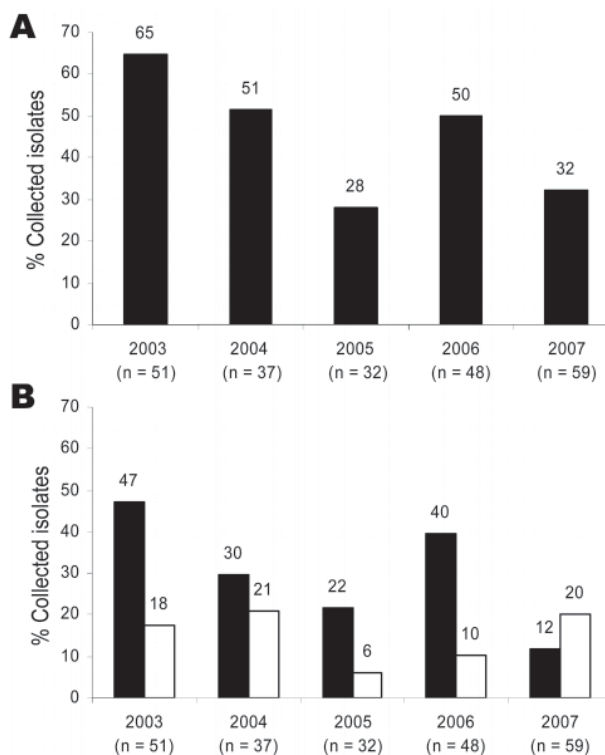 A
% Collected isolates
70
60
50
40
30
20
10
0
65
51
28
50
32
2003 2004 2005 2006 2007
(n = 51) (n = 37) (n = 32) (n = 48) (n = 59)
B
% Collected isolates
70
60
50
40
30
20
10
0
47 18 30 21 22 6 40 10 12 20
2003 2004 2005 2006 2007
(n = 51) (n = 37) (n = 32) (n = 48) (n = 59)